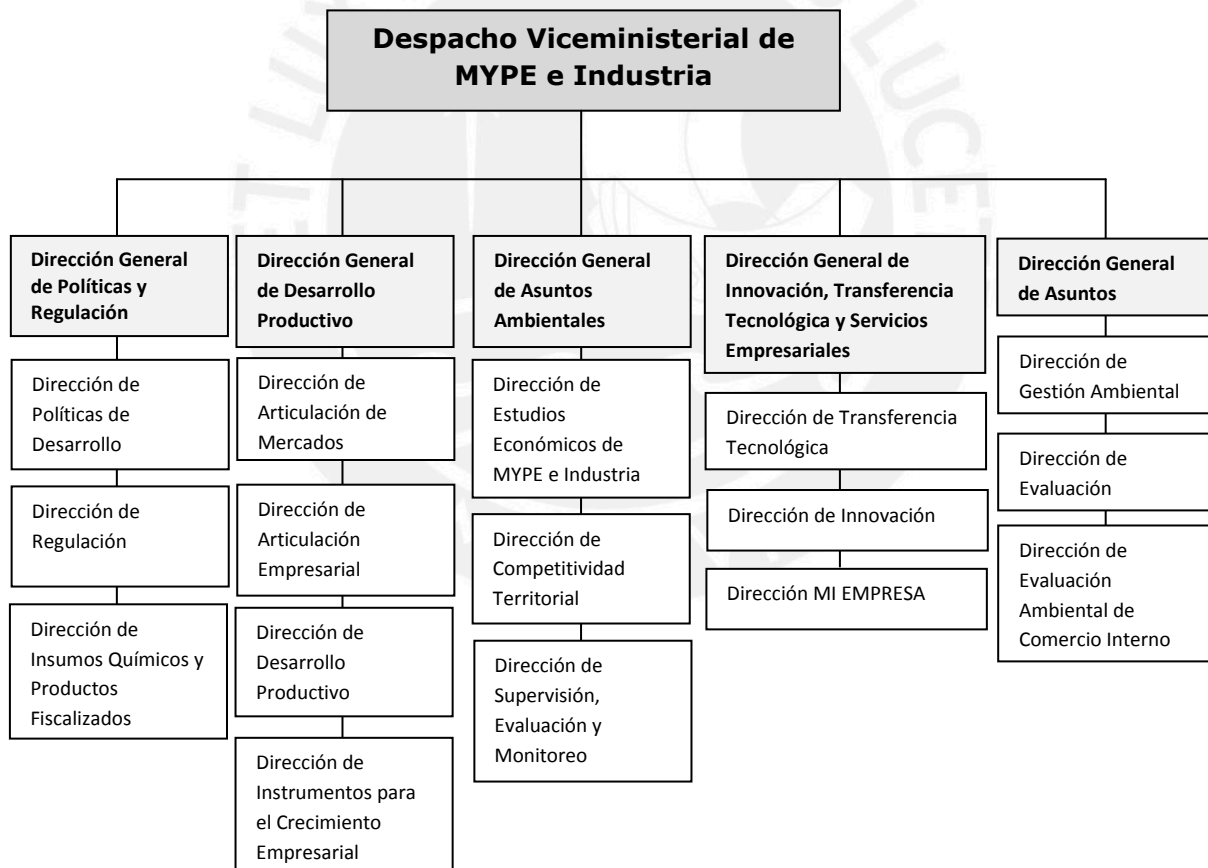 Despacho Viceministerial de
MYPE e Industria
Dirección General
de Políticas y
Regulación
Dirección de
Políticas de
Desarrollo
Dirección de
Regulación
Dirección de
Insumos Químicos y
Productos
Fiscalizados
Dirección General
de Desarrollo
Productivo
Dirección de
Articulación de
Mercados
Dirección de
Articulación
Empresarial
Dirección de
Desarrollo
Productivo
Dirección de
Instrumentos para
el Crecimiento
Empresarial
Dirección General
de Asuntos
Ambientales
Dirección de
Estudios
Económicos de
MYPE e Industria
Dirección de
Competitividad
Territorial
Dirección de
Supervisión,
Evaluación y
Monitoreo
Dirección General de
Innovación, Transferencia
Tecnológica y Servicios
Empresariales
Dirección de Transferencia
Tecnológica
Dirección de Innovación
Dirección MI EMPRESA
Dirección General
de Asuntos
Dirección de
Gestión Ambiental
Dirección de
Evaluación
Dirección de
Evaluación
Ambiental de
Comercio Interno